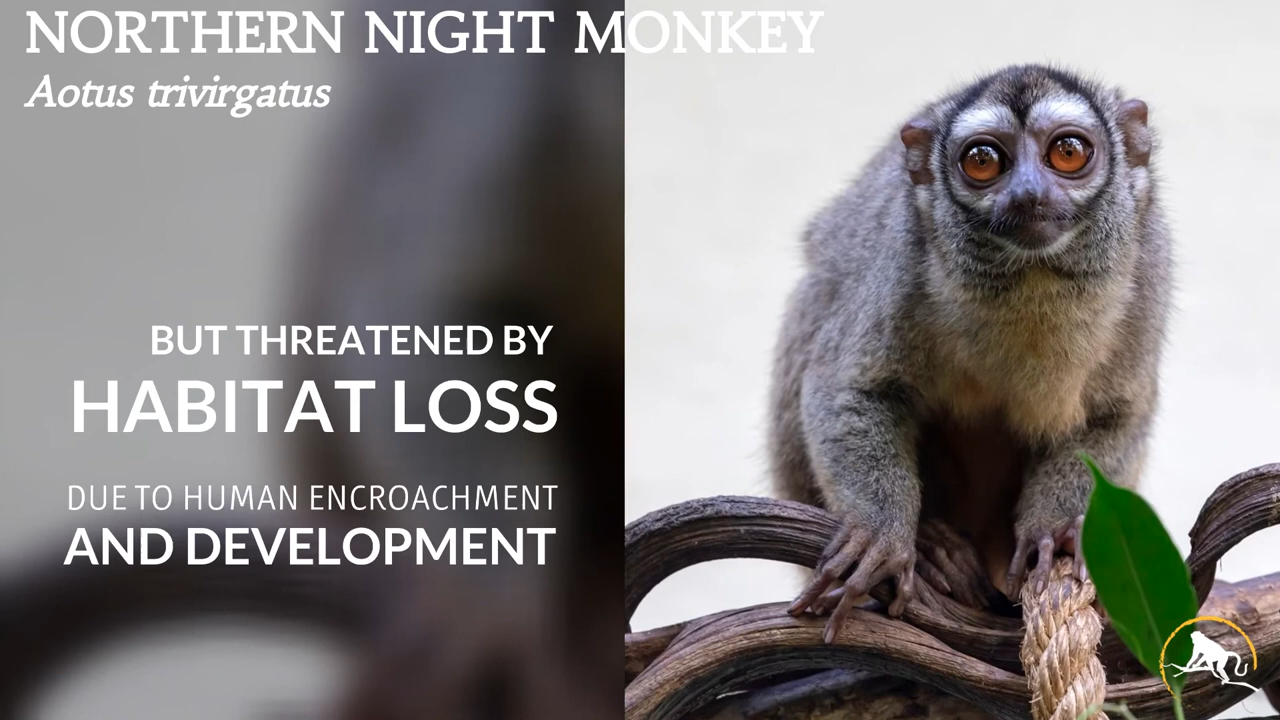 NORTHERN NIGHT MONKEY
Aotus trivirgatus
BUT THREATENED BY
HABITAT LOSS
DUE TO HUMAN ENCROACHMENT
AND DEVELOPMENT